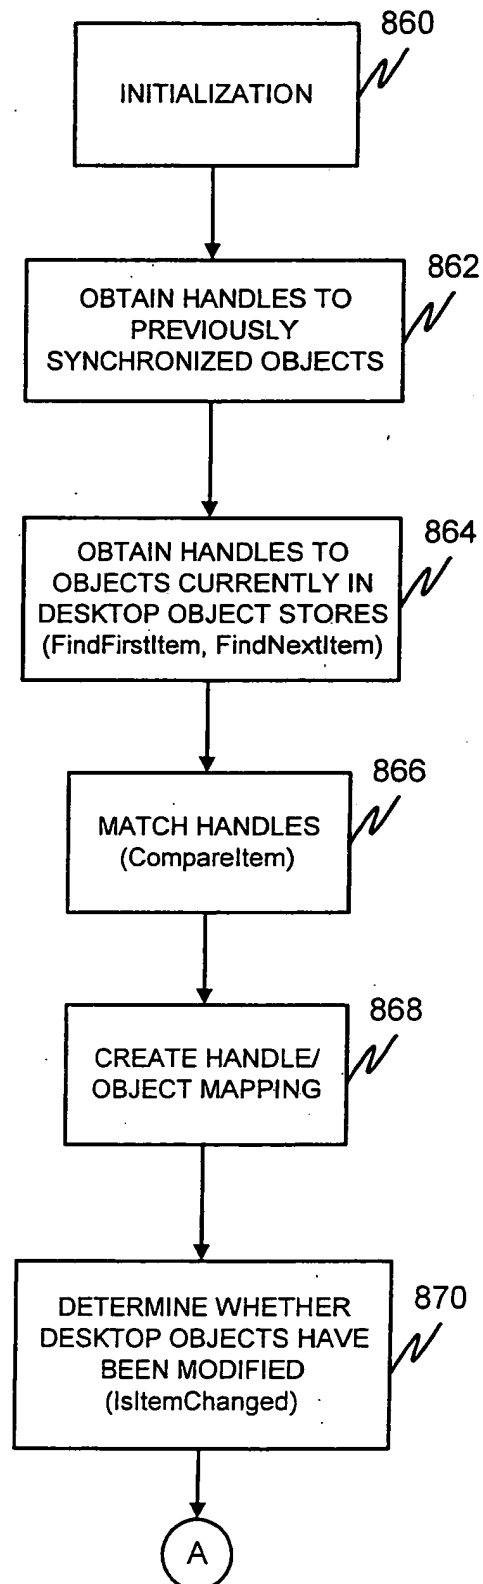 860
INITIALIZATION
862
OBTAIN HANDLES TO
PREVIOUSLY
SYNCHRONIZED OBJECTS
864
OBTAIN HANDLES TO
OBJECTS CURRENTLY IN
DESKTOP OBJECT STORES
(FindFirstItem, FindNextItem)
866
MATCH HANDLES
(CompareItem)
868
CREATE HANDLE/
OBJECT MAPPING
870
DETERMINE WHETHER
DESKTOP OBJECTS HAVE
BEEN MODIFIED
(IsItemChanged)
A